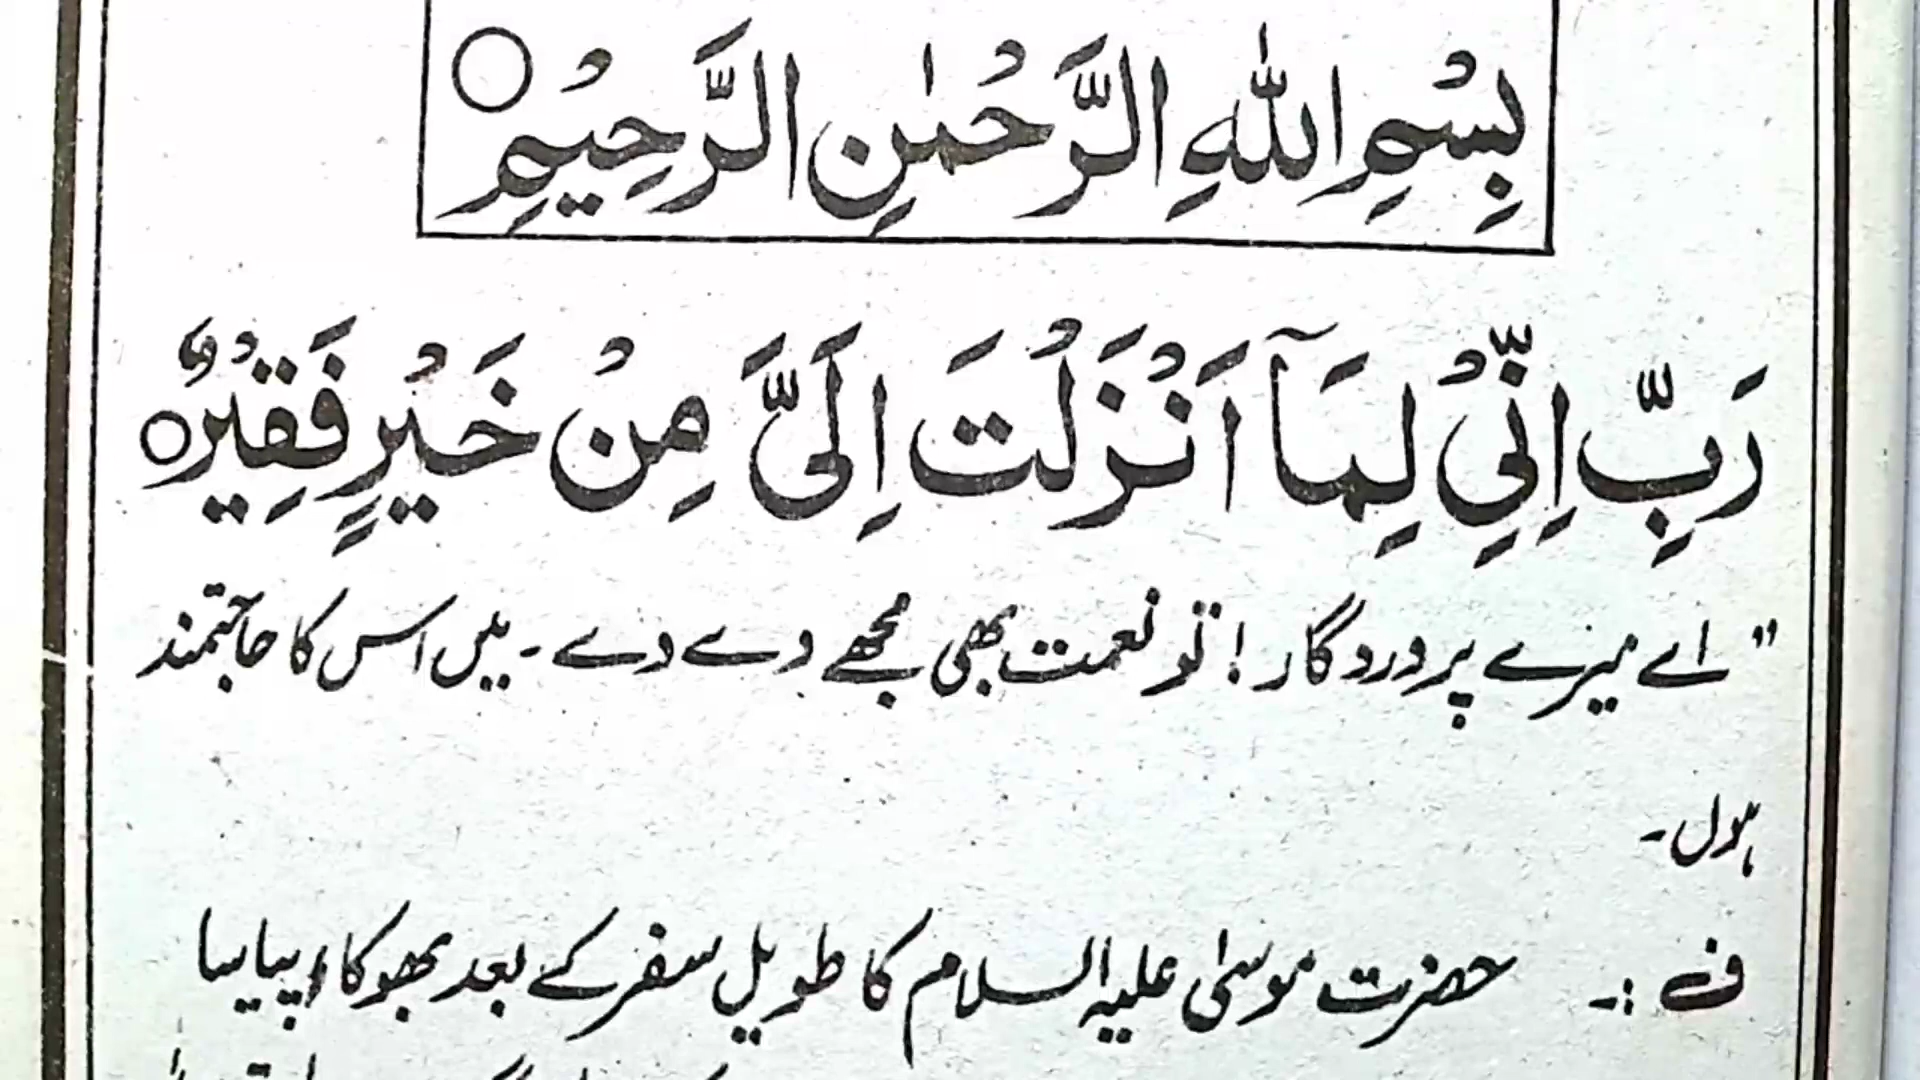 بِسْمِ اللّٰهِ الرَّحْمٰنِ الرَّحِيْمِ ○
رَبِّ اِنِّيْ لِمَآ اَنْزَلْتَ اِلَيَّ مِنْ خَيْرٍ فَقِيْرٌ ○
"اے میرے پروردگار! تو نعمت بھی مجھے دے دے۔ میں اس کا حاجتمند
ہوں۔
ف :۔ حضرت موسیٰ علیہ السلام کا طویل سفر کے بعد بھوکا، پیاسا